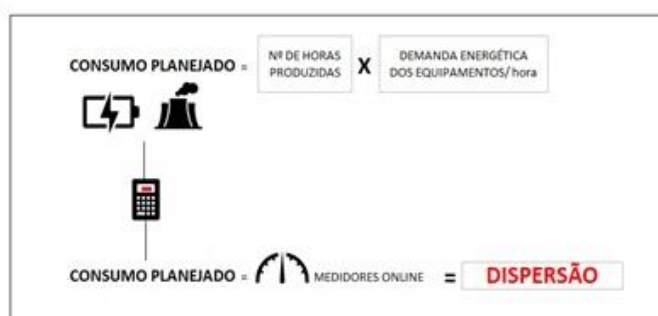 CONSUMO PLANEJADO = Nº DE HORAS PRODUZIDAS X DEMANDA ENERGÉTICA DOS EQUIPAMENTOS/ hora
CONSUMO PLANEJADO = MEDIDORES ONLINE = DISPERSÃO